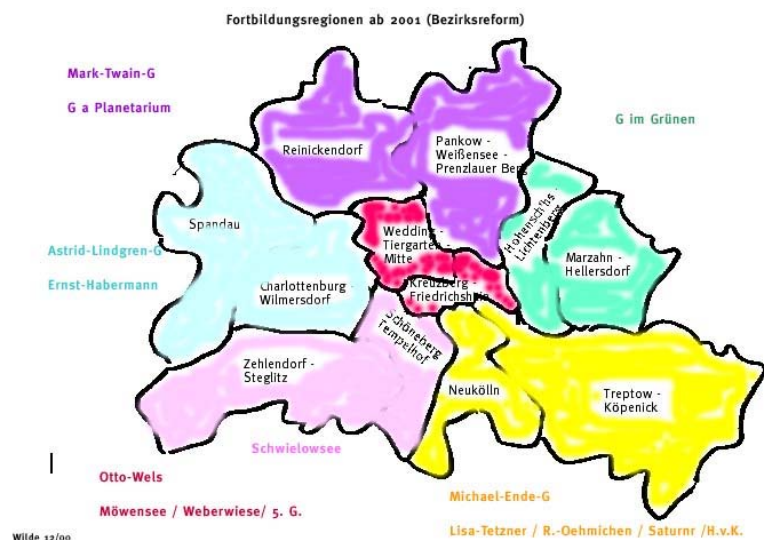 Fortbildungsregionen ab 2001 (Bezirksreform)
Mark-Twain-G
G a Planetarium
G im Grünen
Reinickendorf
Pankow -
Weißensee -
Prenzlauer Berg
Hohensch'hs -
Lichtenberg
Spandau
Wedding -
Tiergarten -
Mitte
Marzahn -
Hellersdorf
Astrid-Lindgren-G
Ernst-Habermann
Charlottenburg -
Wilmersdorf
Kreuzberg -
Friedrichshain
Schöneberg
Tempelhof
Zehlendorf -
Steglitz
Neukölln
Treptow -
Köpenick
Schwielowsee
Otto-Wels
Möwensee / Weberwiese/ 5. G.
Michael-Ende-G
Lisa-Tetzner / R.-Oehmichen / Saturnr /H.v.K.
Wilde 12/00